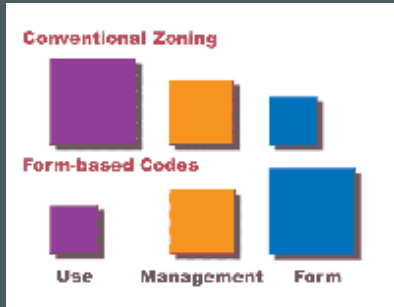 Conventional Zoning
Form-based Codes
Use Management Form